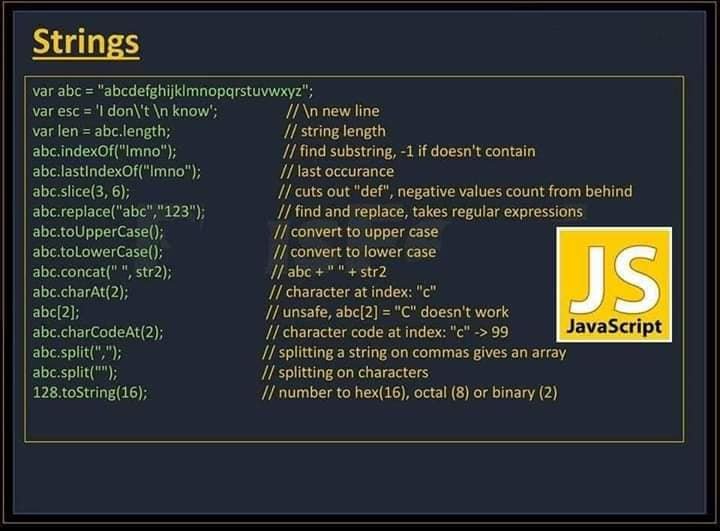 Strings
var abc = "abcdefghijklmnopqrstuvwxyz";
var esc = 'I don\'t \n know'; // \n new line
var len = abc.length; // string length
abc.indexOf("lmno"); // find substring, -1 if doesn't contain
abc.lastIndexOf("lmno"); // last occurance
abc.slice(3, 6); // cuts out "def", negative values count from behind
abc.replace("abc","123"); // find and replace, takes regular expressions
abc.toUpperCase(); // convert to upper case
abc.toLowerCase(); // convert to lower case
abc.concat(" ", str2); // abc + " " + str2
abc.charAt(2); // character at index: "c"
abc[2]; // unsafe, abc[2] = "C" doesn't work
abc.charCodeAt(2); // character code at index: "c" -> 99
abc.split(","); // splitting a string on commas gives an array
abc.split(""); // splitting on characters
128.toString(16); // number to hex(16), octal (8) or binary (2)
JS
JavaScript